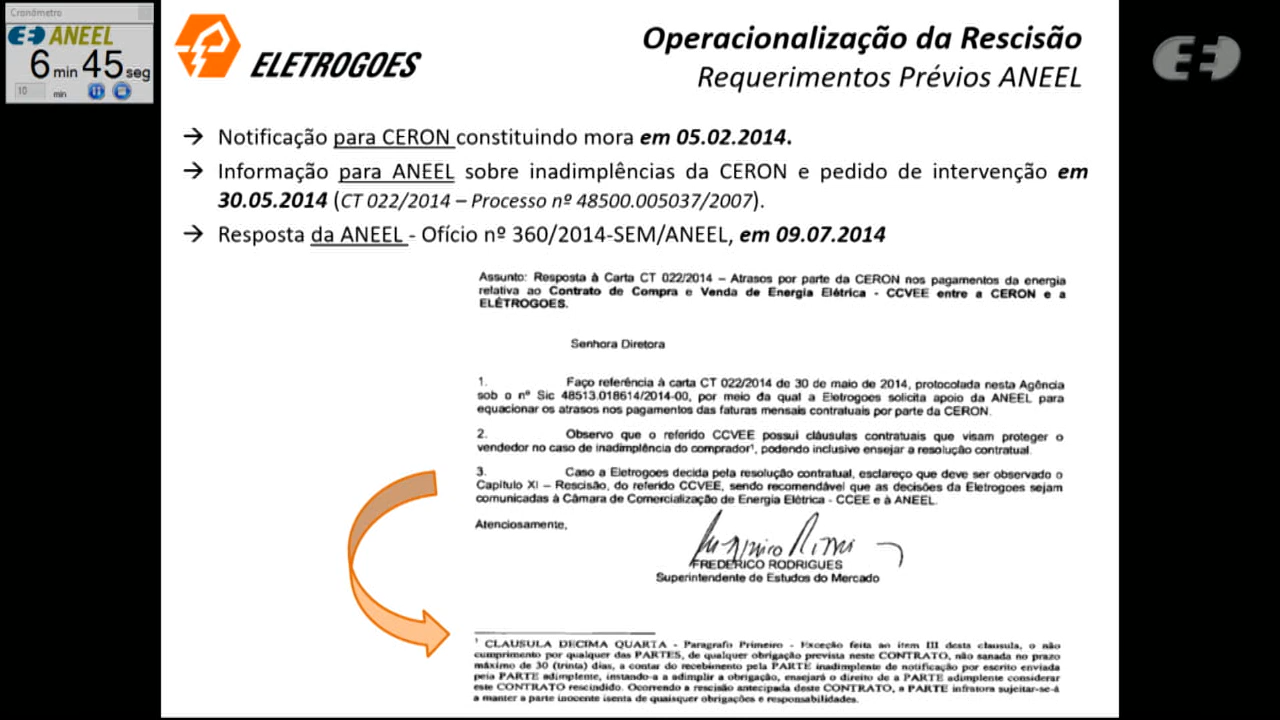 Cronômetro
ANEEL
6 min 45 seg
10 min
ELETROGOES
Operacionalização da Rescisão
Requerimentos Prévios ANEEL
→ Notificação para CERON constituindo mora em 05.02.2014.
→ Informação para ANEEL sobre inadimplências da CERON e pedido de intervenção em
30.05.2014 (CT 022/2014 – Processo nº 48500.005037/2007).
→ Resposta da ANEEL - Ofício nº 360/2014-SEM/ANEEL, em 09.07.2014
Assunto: Resposta à Carta CT 022/2014 – Atrasos por parte da CERON nos pagamentos da energia
relativa ao Contrato de Compra e Venda de Energia Elétrica - CCVEE entre a CERON e a
ELETROGOES.
Senhora Diretora
1. Faço referência à carta CT 022/2014 de 30 de maio de 2014, protocolada nesta Agência
sob o nº Sic 48513.018614/2014-00, por meio da qual a Eletrogoes solicita apoio da ANEEL para
equacionar os atrasos nos pagamentos das faturas mensais contratuais por parte da CERON.
2. Observo que o referido CCVEE possui cláusulas contratuais que visam proteger o
vendedor no caso de inadimplência do comprador¹, podendo inclusive ensejar a resolução contratual.
3. Caso a Eletrogoes decida pela resolução contratual, esclareço que deve ser observado o
Capítulo XI – Rescisão, do referido CCVEE, sendo recomendável que as decisões da Eletrogoes sejam
comunicadas à Câmara de Comercialização de Energia Elétrica - CCEE e à ANEEL.
Atenciosamente,
FREDERICO RODRIGUES
Superintendente de Estudos do Mercado
¹ CLAUSULA DECIMA QUARTA - Paragrafo Primeiro - Exceção feita ao item III desta clausula, o não
cumprimento por qualquer das PARTES, de qualquer obrigação prevista neste CONTRATO, não sanada no prazo
máximo de 30 (trinta) dias, a contar do recebimento pela PARTE inadimplente de notificação por escrito enviada
pela PARTE adimplente, instando-a a adimplir a obrigação, ensejará o direito de a PARTE adimplente considerar
este CONTRATO rescindido. Ocorrendo a rescisão antecipada deste CONTRATO, a PARTE infratora sujeitar-se-á
a manter a parte inocente isenta de quaisquer obrigações e responsabilidades.